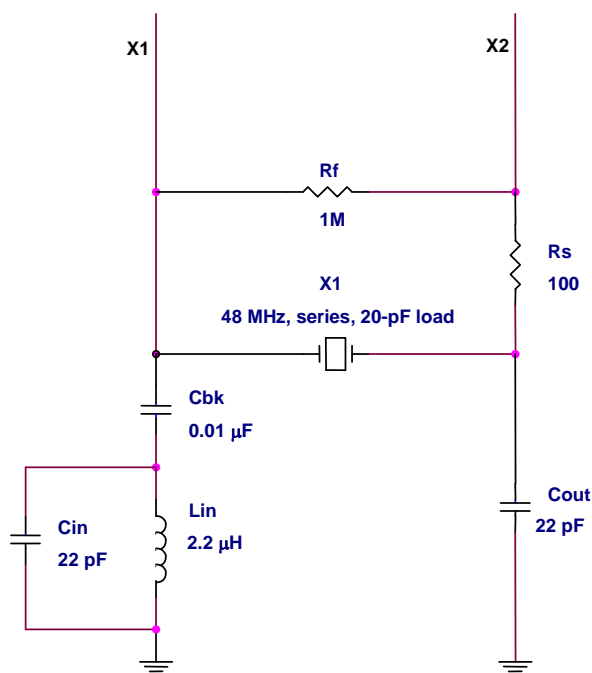 X1
X2
Rf
1M
Rs
100
X1
48 MHz, series, 20-pF load
Cbk
0.01 μF
Cin
22 pF
Lin
2.2 μH
Cout
22 pF